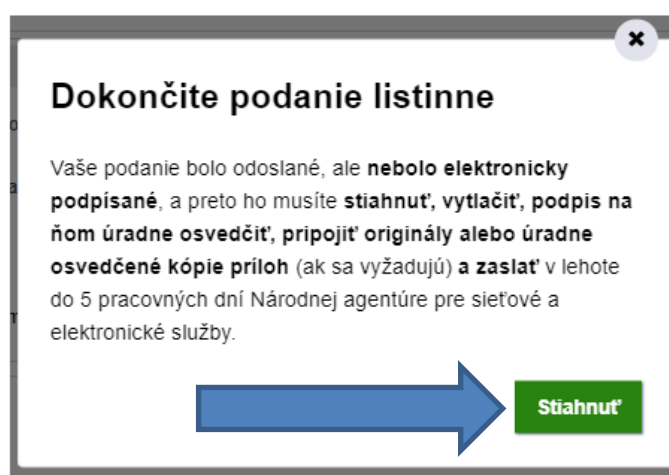 Dokončite podanie listinne
Vaše podanie bolo odoslané, ale nebolo elektronicky
podpísané, a preto ho musíte stiahnuť, vytlačiť, podpis na
ňom úradne osvedčiť, pripojiť originály alebo úradne
osvedčené kópie príloh (ak sa vyžadujú) a zaslať v lehote
do 5 pracovných dní Národnej agentúre pre sieťové a
elektronické služby.
Stiahnuť